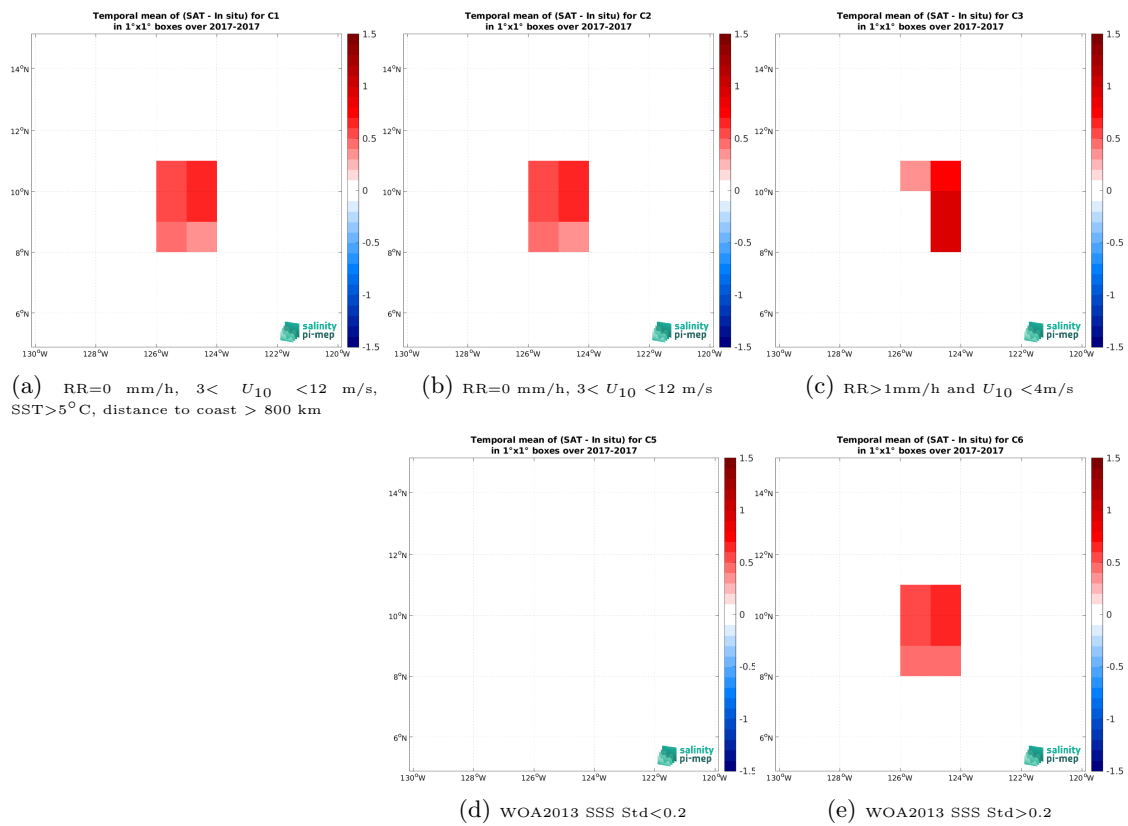 Temporal mean of (SAT - In situ) for C1
in 1°x1° boxes over 2017-2017
14°N
12°N
10°N
8°N
6°N
130°W 128°W 126°W 124°W 122°W 120°W
1.5
1
0.5
0
-0.5
-1
-1.5
salinity
pi-mep
(a) RR=0 mm/h, 3< U10 <12 m/s,
SST>5°C, distance to coast > 800 km
Temporal mean of (SAT - In situ) for C2
in 1°x1° boxes over 2017-2017
14°N
12°N
10°N
8°N
6°N
130°W 128°W 126°W 124°W 122°W 120°W
1.5
1
0.5
0
-0.5
-1
-1.5
salinity
pi-mep
(b) RR=0 mm/h, 3< U10 <12 m/s
Temporal mean of (SAT - In situ) for C3
in 1°x1° boxes over 2017-2017
14°N
12°N
10°N
8°N
6°N
130°W 128°W 126°W 124°W 122°W 120°W
1.5
1
0.5
0
-0.5
-1
-1.5
salinity
pi-mep
(c) RR>1mm/h and U10 <4m/s
Temporal mean of (SAT - In situ) for C5
in 1°x1° boxes over 2017-2017
14°N
12°N
10°N
8°N
6°N
130°W 128°W 126°W 124°W 122°W 120°W
1.5
1
0.5
0
-0.5
-1
-1.5
salinity
pi-mep
(d) WOA2013 SSS Std<0.2
Temporal mean of (SAT - In situ) for C6
in 1°x1° boxes over 2017-2017
14°N
12°N
10°N
8°N
6°N
130°W 128°W 126°W 124°W 122°W 120°W
1.5
1
0.5
0
-0.5
-1
-1.5
salinity
pi-mep
(e) WOA2013 SSS Std>0.2